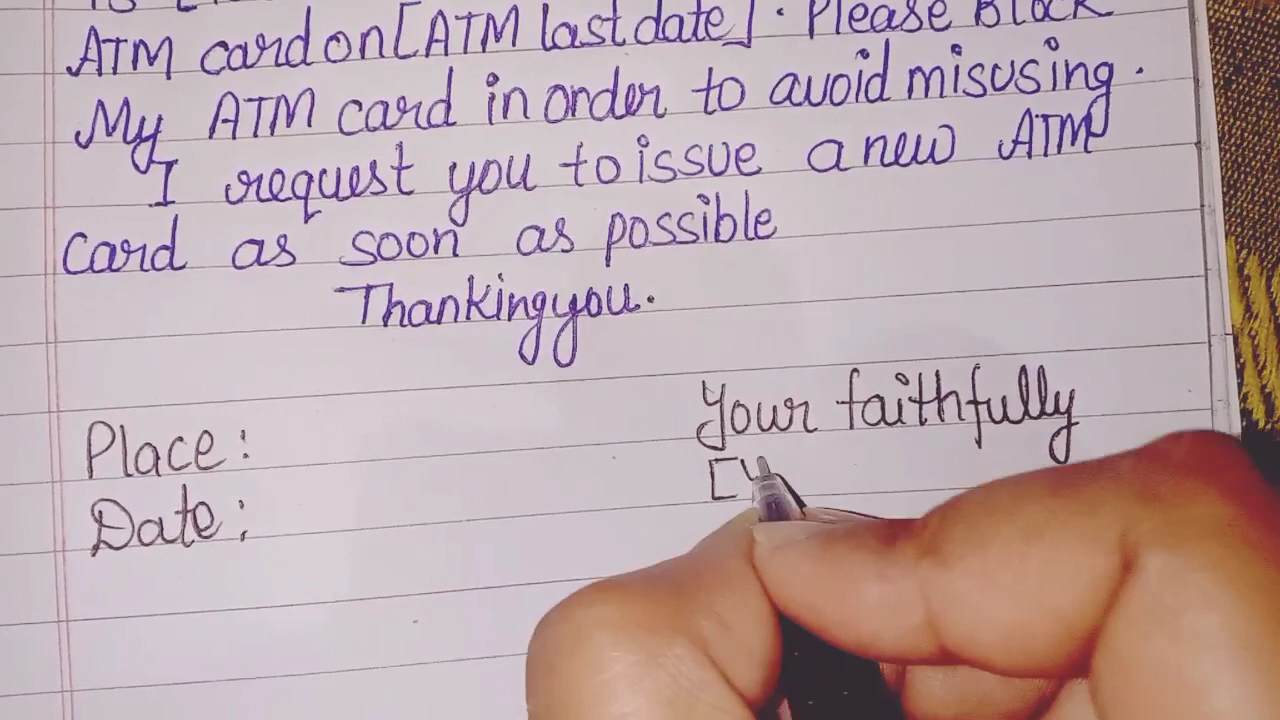 ATM card on [ATM last date]. Please Block
My ATM card in order to avoid misusing.
I request you to issue a new ATM
Card as soon as possible
Thanking you.
Your faithfully
Place:
[Y
Date: